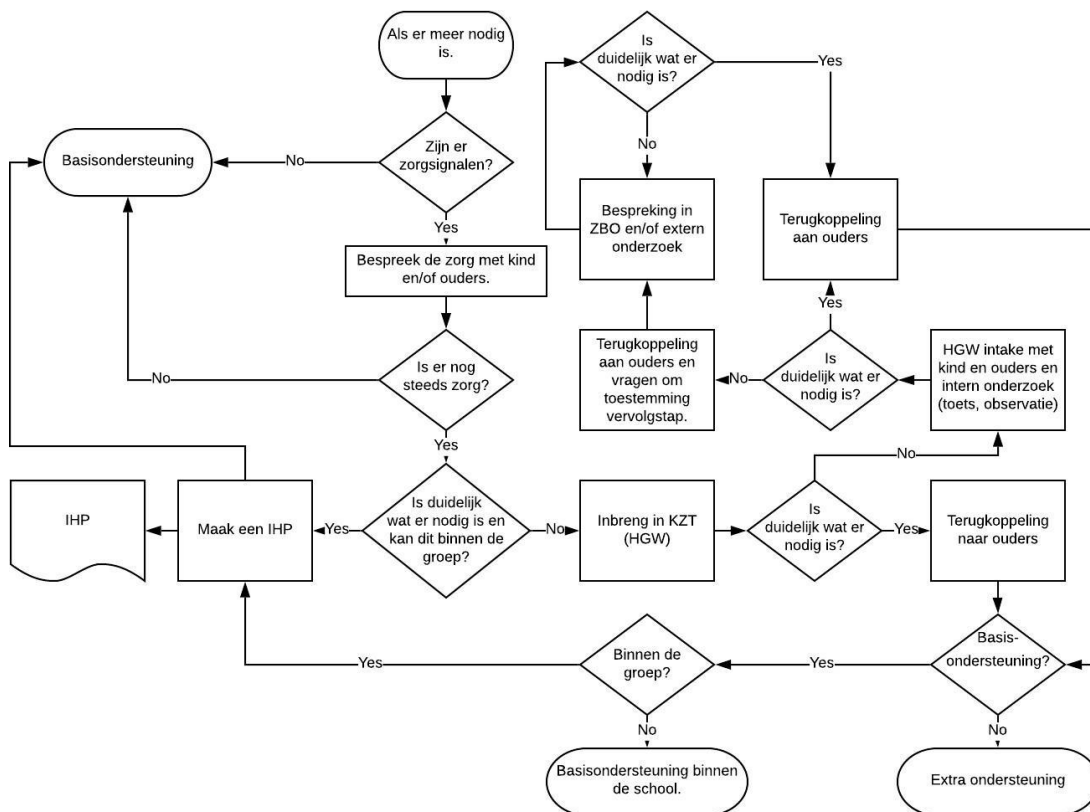 Als er meer nodig
is.
Is
duidelijk wat er
nodig is?
Yes
No
Basisondersteuning
No
Zijn er
zorgsignalen?
Yes
Bespreking in
ZBO en/of extern
onderzoek
Terugkoppeling
aan ouders
Bespreek de zorg met kind
en/of ouders.
Yes
Is er nog
steeds zorg?
No
Yes
Terugkoppeling
aan ouders en
vragen om
toestemming
vervolgstap.
No
Is
duidelijk wat er
nodig is?
HGW intake met
kind en ouders en
intern onderzoek
(toets, observatie)
No
IHP
Maak een IHP
Yes
Is duidelijk
wat er nodig is en
kan dit binnen de
groep?
No
Inbreng in KZT
(HGW)
Is
duidelijk wat er
nodig is?
Yes
Terugkoppeling
naar ouders
Yes
Binnen de
groep?
Yes
Basis-
ondersteuning?
No
No
Basisondersteuning binnen
de school.
Extra ondersteuning